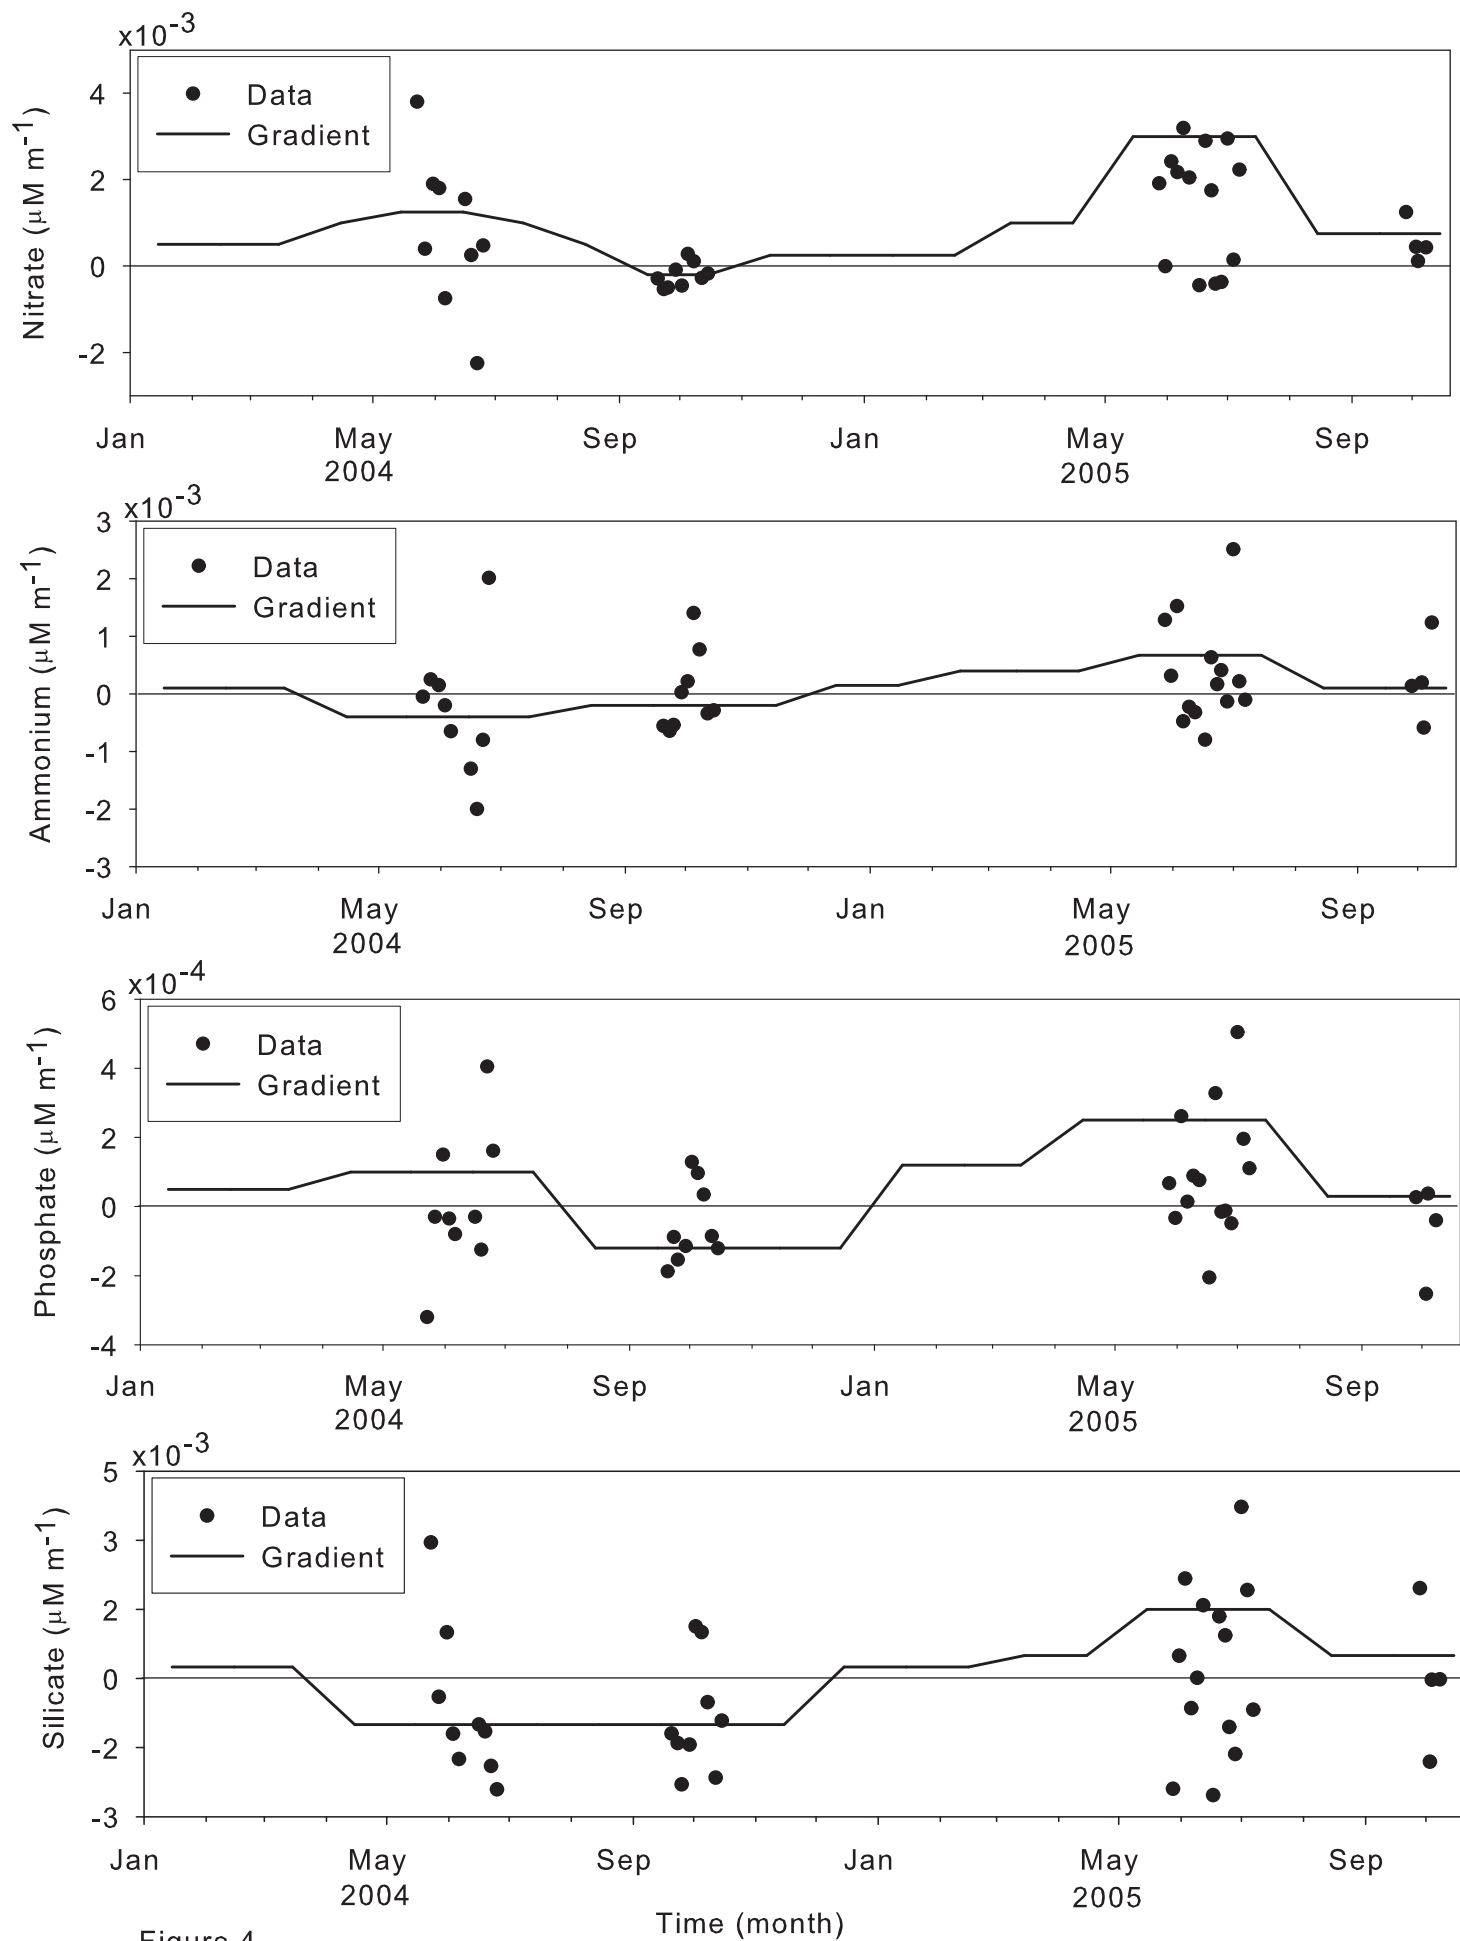 x10-3
Nitrate (μM m-1)
4
2
0
-2
Data
Gradient
Jan May Sep Jan May Sep
2004 2005
x10-3
Ammonium (μM m-1)
3
2
1
0
-1
-2
-3
Data
Gradient
Jan May Sep Jan May Sep
2004 2005
x10-4
Phosphate (μM m-1)
6
4
2
0
-2
-4
Data
Gradient
Jan May Sep Jan May Sep
2004 2005
x10-3
Silicate (μM m-1)
5
3
2
0
-2
-3
Data
Gradient
Jan May Sep Jan May Sep
2004 2005
Time (month)
Figure 4